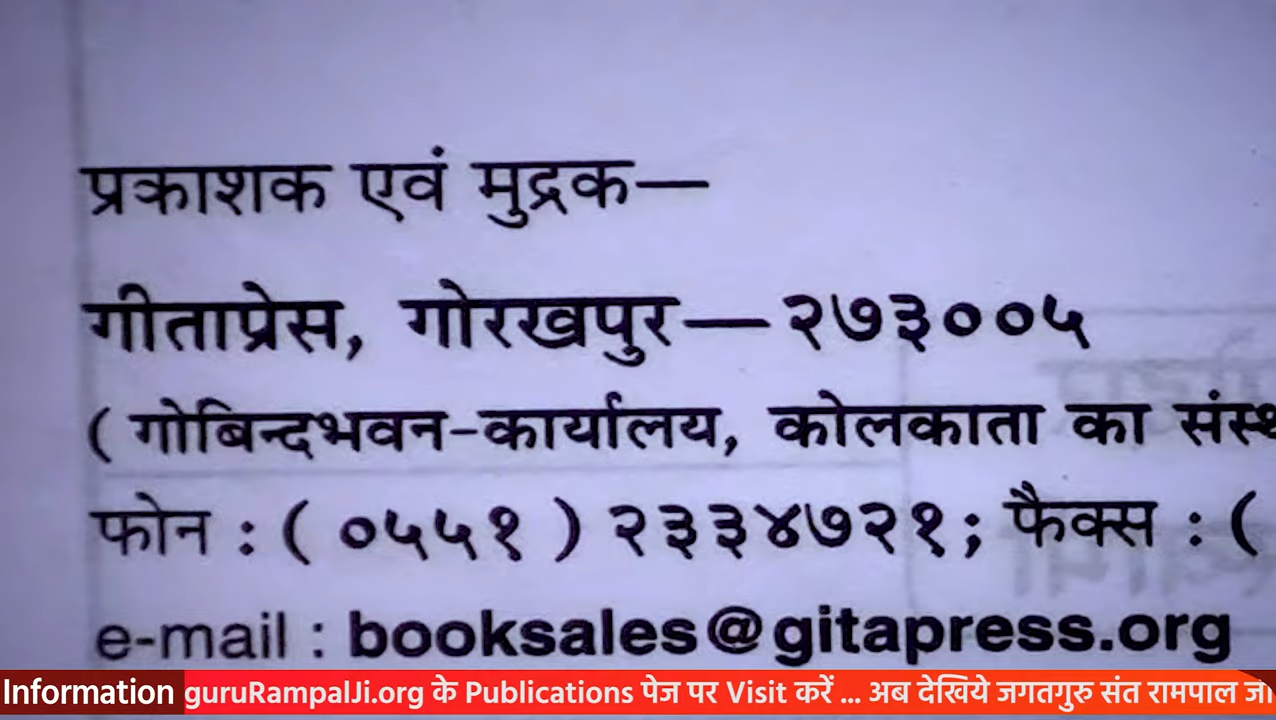 प्रकाशक एवं मुद्रक—
गीताप्रेस, गोरखपुर—२७३००५
( गोबिन्दभवन-कार्यालय, कोलकाता का
फोन : ( ०५५१ ) २३३४७२१; फैक्स : (
e-mail : booksales@gitapress.org
Information guruRampalJi.org के Publications पेज पर Visit करें ... अब देखिये जगतगुरु संत रामपाल